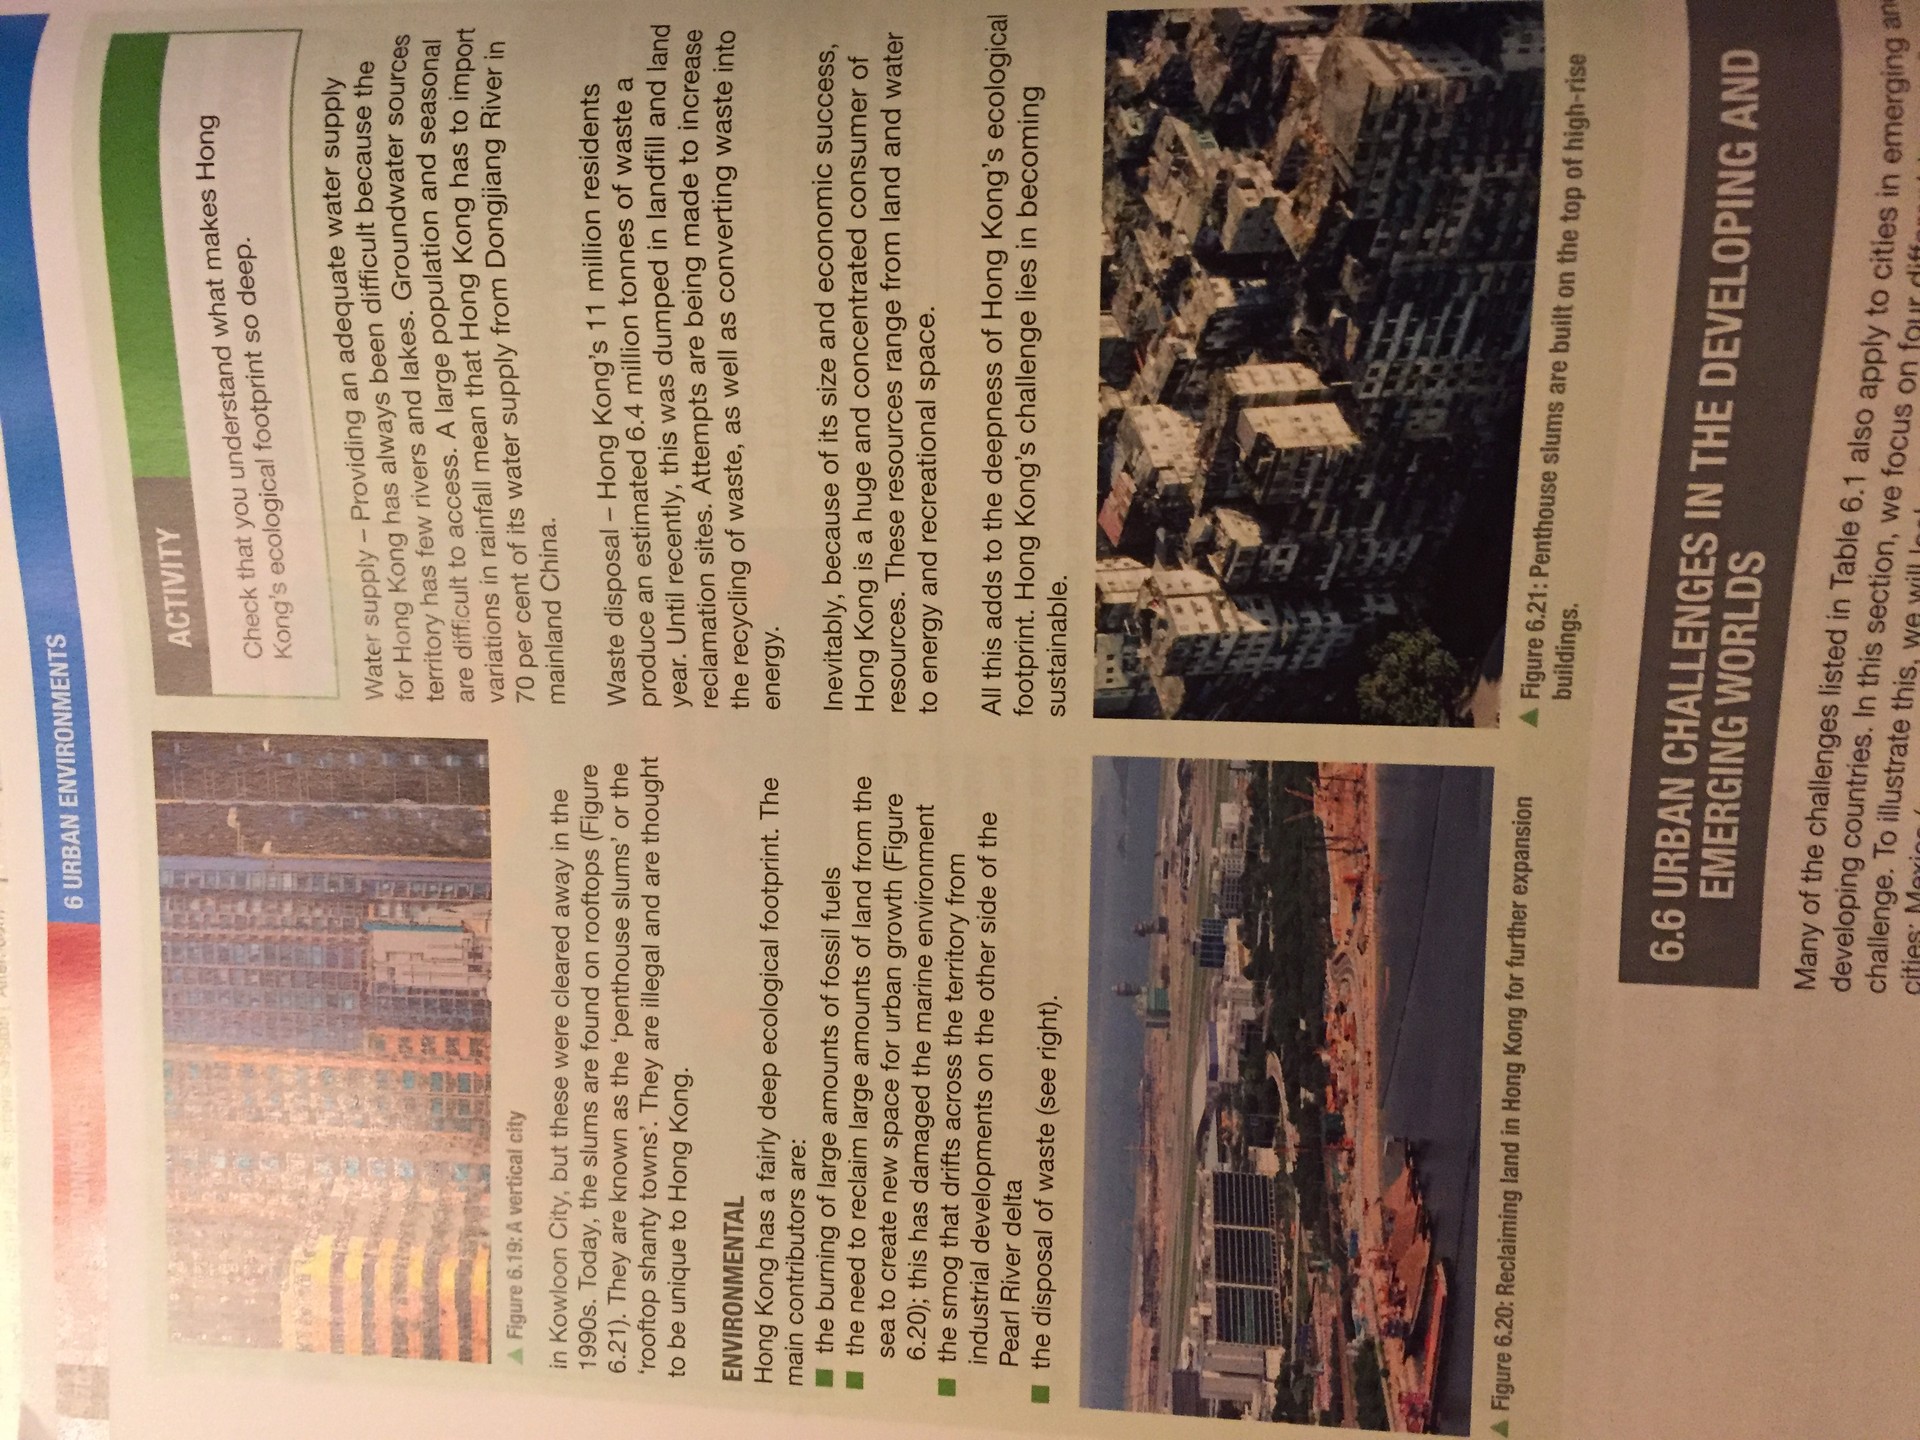 6 URBAN ENVIRONMENTS
▲ Figure 6.19: A vertical city
in Kowloon City, but these were cleared away in the
1990s. Today, the slums are found on rooftops (Figure
6.21). They are known as the ‘penthouse slums’ or the
‘rooftop shanty towns’. They are illegal and are thought
to be unique to Hong Kong.
ENVIRONMENTAL
Hong Kong has a fairly deep ecological footprint. The
main contributors are:
■ the burning of large amounts of fossil fuels
■ the need to reclaim large amounts of land from the
sea to create new space for urban growth (Figure
6.20); this has damaged the marine environment
■ the smog that drifts across the territory from
industrial developments on the other side of the
Pearl River delta
■ the disposal of waste (see right).
▲ Figure 6.20: Reclaiming land in Hong Kong for further expansion
ACTIVITY
Check that you understand what makes Hong
Kong’s ecological footprint so deep.
Water supply – Providing an adequate water supply
for Hong Kong has always been difficult because the
territory has few rivers and lakes. Groundwater sources
are difficult to access. A large population and seasonal
variations in rainfall mean that Hong Kong has to import
70 per cent of its water supply from Dongjiang River in
mainland China.
Waste disposal – Hong Kong’s 11 million residents
produce an estimated 6.4 million tonnes of waste a
year. Until recently, this was dumped in landfill and land
reclamation sites. Attempts are being made to increase
the recycling of waste, as well as converting waste into
energy.
Inevitably, because of its size and economic success,
Hong Kong is a huge and concentrated consumer of
resources. These resources range from land and water
to energy and recreational space.
All this adds to the deepness of Hong Kong’s ecological
footprint. Hong Kong’s challenge lies in becoming
sustainable.
▲ Figure 6.21: Penthouse slums are built on the top of high-rise
buildings.
6.6 URBAN CHALLENGES IN THE DEVELOPING AND
EMERGING WORLDS
Many of the challenges listed in Table 6.1 also apply to cities in emerging and
developing countries. In this section, we focus on four
challenge. To illustrate this, we will
cities: Mexico